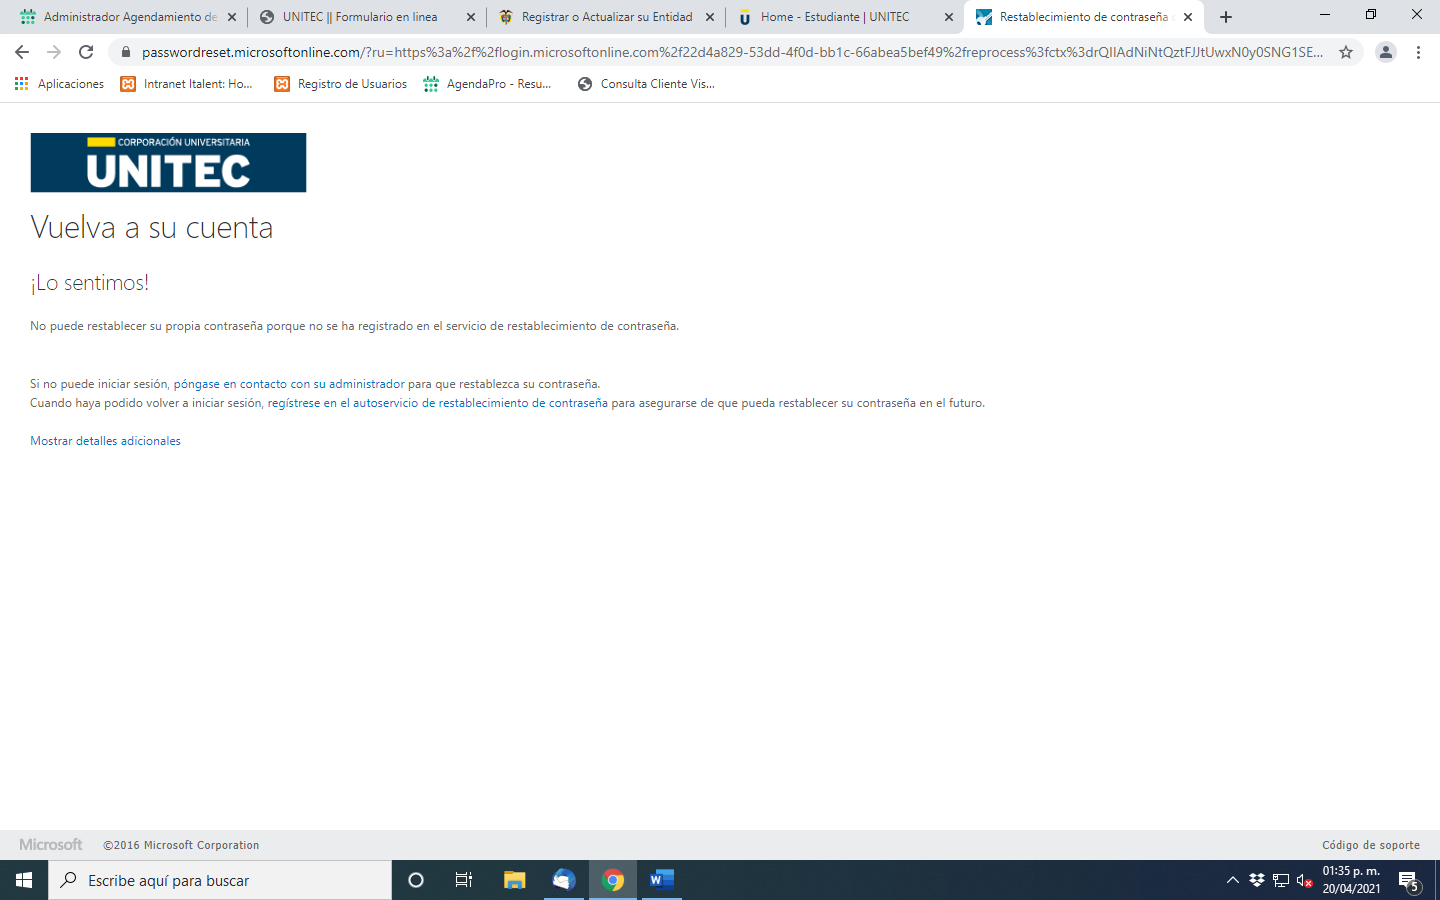 Administrador Agendamiento de
UNITEC || Formulario en linea
Registrar o Actualizar su Entidad
Home - Estudiante | UNITEC
Restablecimiento de contraseña
passwordreset.microsoftonline.com/?ru=https%3a%2f%2flogin.microsoftonline.com%2f22d4a829-53dd-4f0d-bb1c-66abea5bef49%2freprocess%3fctx%3drQIIAdNiNtQztFJJtUwxN0y0SNG1SE...
Aplicaciones
Intranet Italent: Ho...
Registro de Usuarios
AgendaPro - Resu...
Consulta Cliente Vis...
CORPORACIÓN UNIVERSITARIA
UNITEC
Vuelva a su cuenta
¡Lo sentimos!
No puede restablecer su propia contraseña porque no se ha registrado en el servicio de restablecimiento de contraseña.
Si no puede iniciar sesión, póngase en contacto con su administrador para que restablezca su contraseña.
Cuando haya podido volver a iniciar sesión, regístrese en el autoservicio de restablecimiento de contraseña para asegurarse de que pueda restablecer su contraseña en el futuro.
Mostrar detalles adicionales
Microsoft ©2016 Microsoft Corporation
Código de soporte
Escribe aquí para buscar
01:35 p. m.
20/04/2021
5